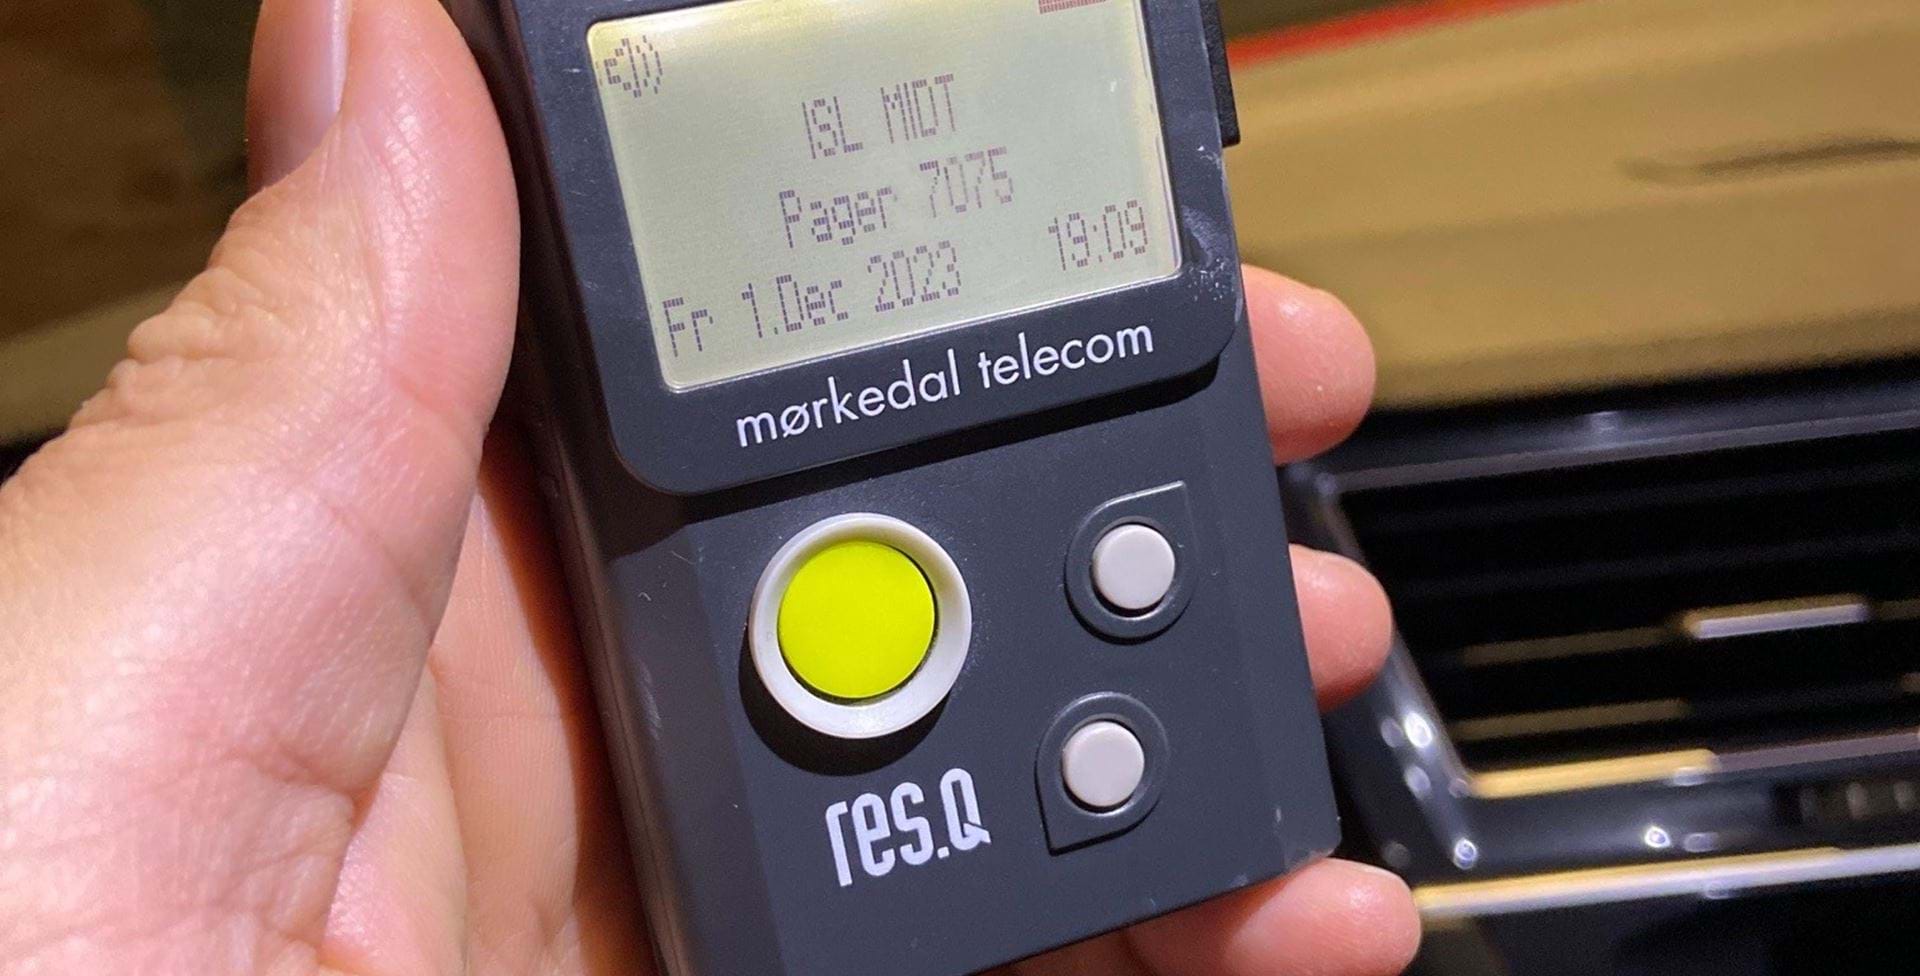 ISL MIDT
Pager 7075
Fr 1.Dec 2023 19:09
mørkedal telecom
res.Q